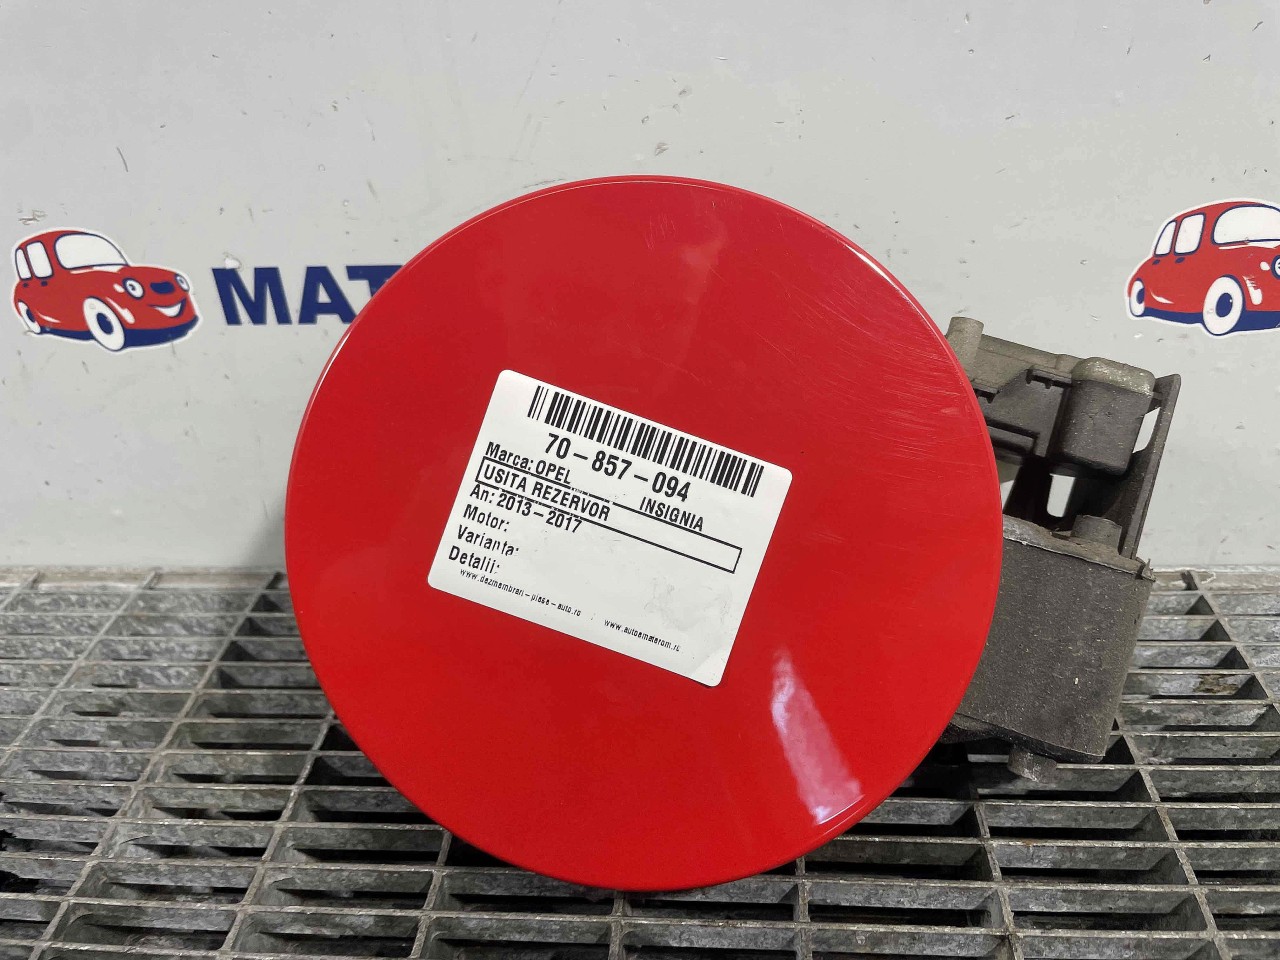 MAT
70-857-094
Marca: OPEL INSIGNIA
USITA REZERVOR
An: 2013-2017
Motor:
Varianta:
Detalii:
www.dezmembrari-piese-auto.ro www.automaterom.ro